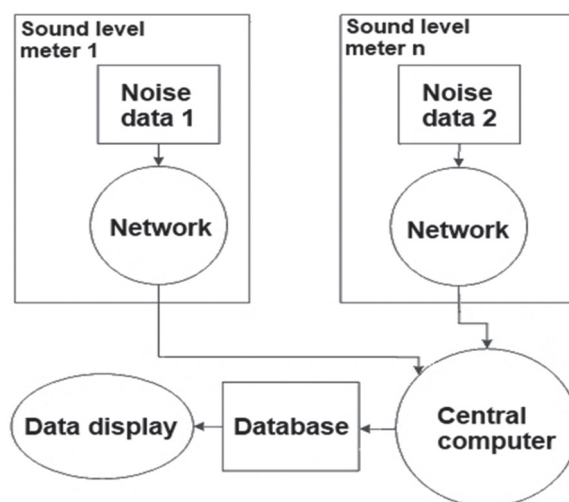 Sound level
meter 1
Noise
data 1
Network
Sound level
meter n
Noise
data 2
Network
Data display
Database
Central
computer